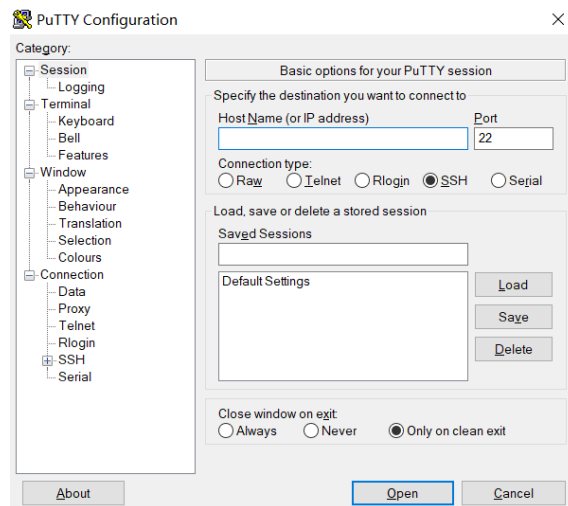 PuTTY Configuration
Category:
Session
Logging
Terminal
Keyboard
Bell
Features
Window
Appearance
Behaviour
Translation
Selection
Colours
Connection
Data
Proxy
Telnet
Rlogin
SSH
Serial
Basic options for your PuTTY session
Specify the destination you want to connect to
Host Name (or IP address) Port
22
Connection type:
Raw Telnet Rlogin SSH Serial
Load, save or delete a stored session
Saved Sessions
Default Settings
Load
Save
Delete
Close window on exit:
Always Never Only on clean exit
About Open Cancel